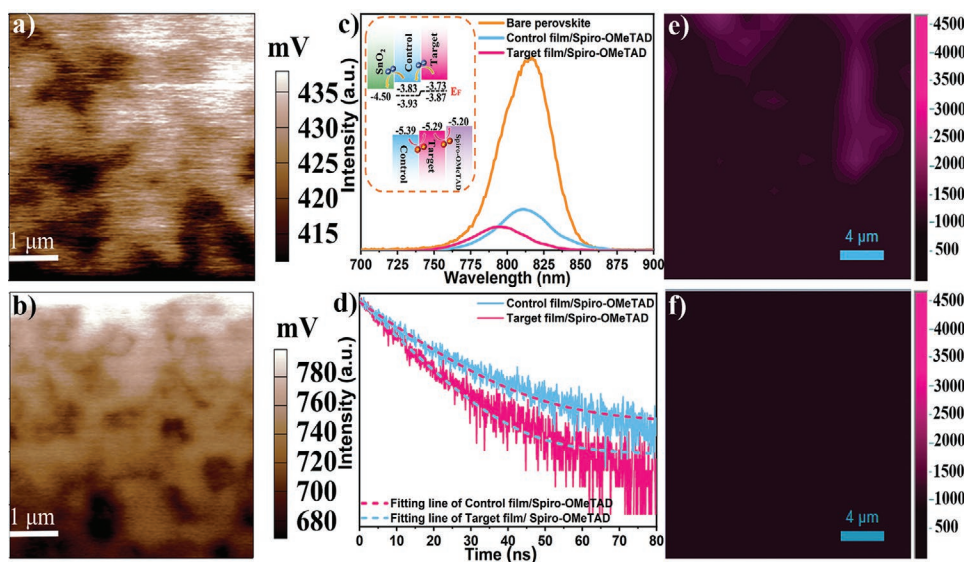 a)
mV
435
430
425
420
415
1 μm
b)
mV
780
760
740
720
700
680
1 μm
c)
Bare perovskite
Control film/Spiro-OMeTAD
Target film/Spiro-OMeTAD
SnO₂
Control
Target
-4.50
-3.83
-3.73
-3.93
-3.87
EF
-5.39
-5.29
-5.20
Control
Target
Spiro-OMeTAD
Intensity (a.u.)
700 725 750 775 800 825 850 875 900
Wavelength (nm)
d)
Control film/Spiro-OMeTAD
Target film/Spiro-OMeTAD
Intensity (a.u.)
Fitting line of Control film/Spiro-OMeTAD
Fitting line of Target film/ Spiro-OMeTAD
0 10 20 30 40 50 60 70 80
Time (ns)
e)
4 μm
4500
4000
3500
3000
2500
2000
1500
1000
500
f)
4 μm
4500
4000
3500
3000
2500
2000
1500
1000
500